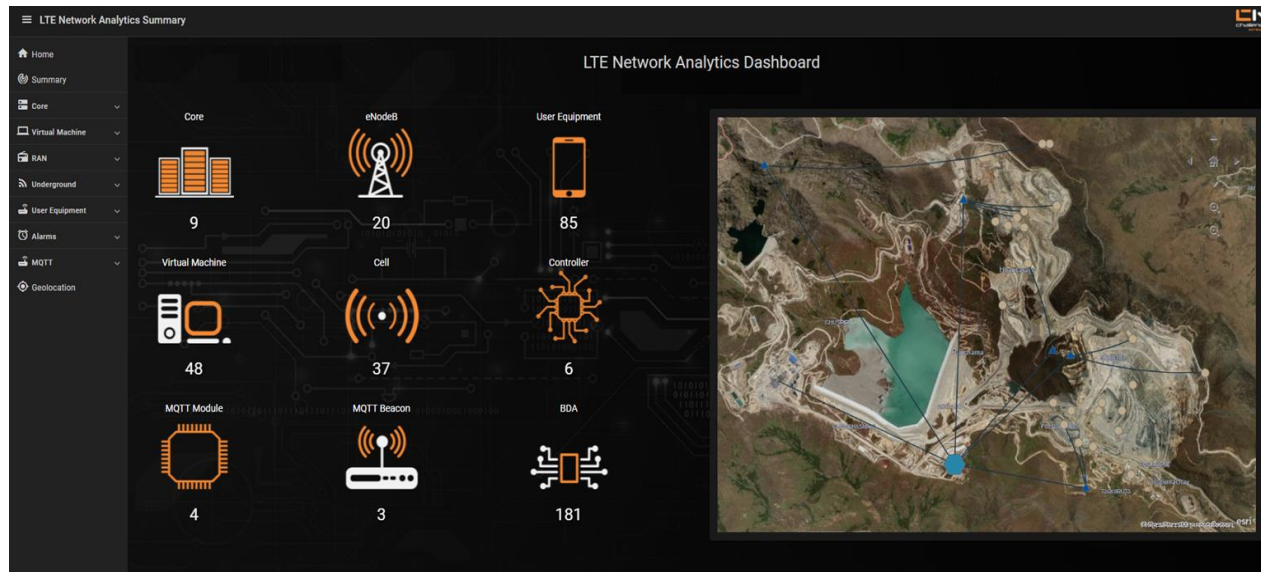 LTE Network Analytics Summary
LTE Network Analytics Dashboard
Home
Summary
Core
Virtual Machine
RAN
Underground
User Equipment
Alarms
MQTT
Geolocation
Core
eNodeB
User Equipment
9
20
85
Virtual Machine
Cell
Controller
48
37
6
MQTT Module
MQTT Beacon
BDA
4
3
181
esri